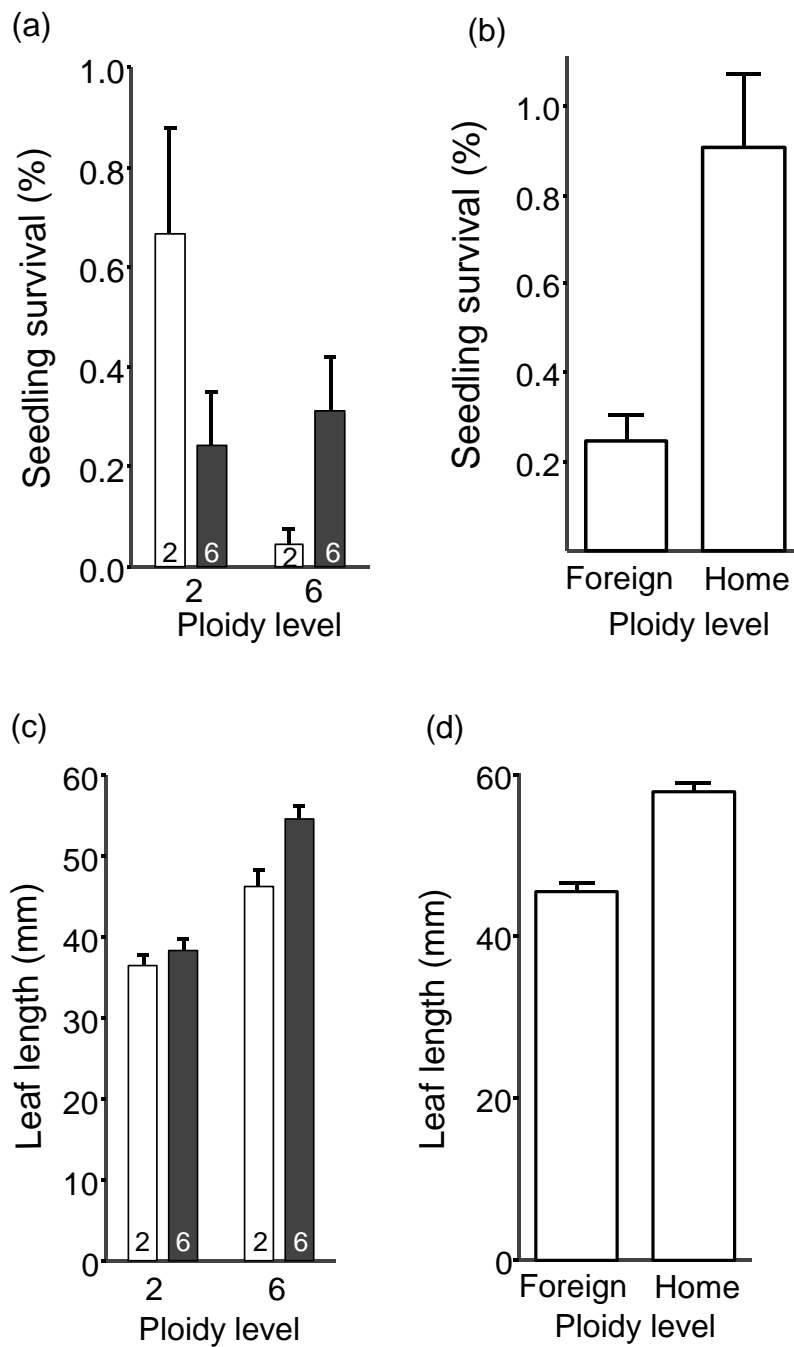 (a)
Seedling survival (%)
1.0
0.8
0.6
0.4
0.2
0.0
2
6
2
6
2
6
Ploidy level
(b)
Seedling survival (%)
1.0
0.8
0.6
0.4
0.2
Foreign
Home
Ploidy level
(c)
Leaf length (mm)
60
50
40
30
20
10
0
2
6
2
6
2
6
Ploidy level
(d)
Leaf length (mm)
60
40
20
0
Foreign
Home
Ploidy level